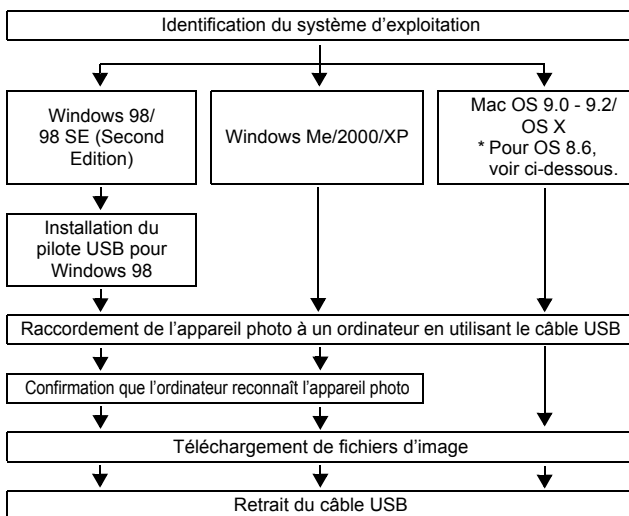 Identification du système d’exploitation
Windows 98/
98 SE (Second
Edition)
Windows Me/2000/XP
Mac OS 9.0 - 9.2/
OS X
* Pour OS 8.6,
voir ci-dessous.
Installation du
pilote USB pour
Windows 98
Raccordement de l’appareil photo à un ordinateur en utilisant le câble USB
Confirmation que l’ordinateur reconnaît l’appareil photo
Téléchargement de fichiers d’image
Retrait du câble USB